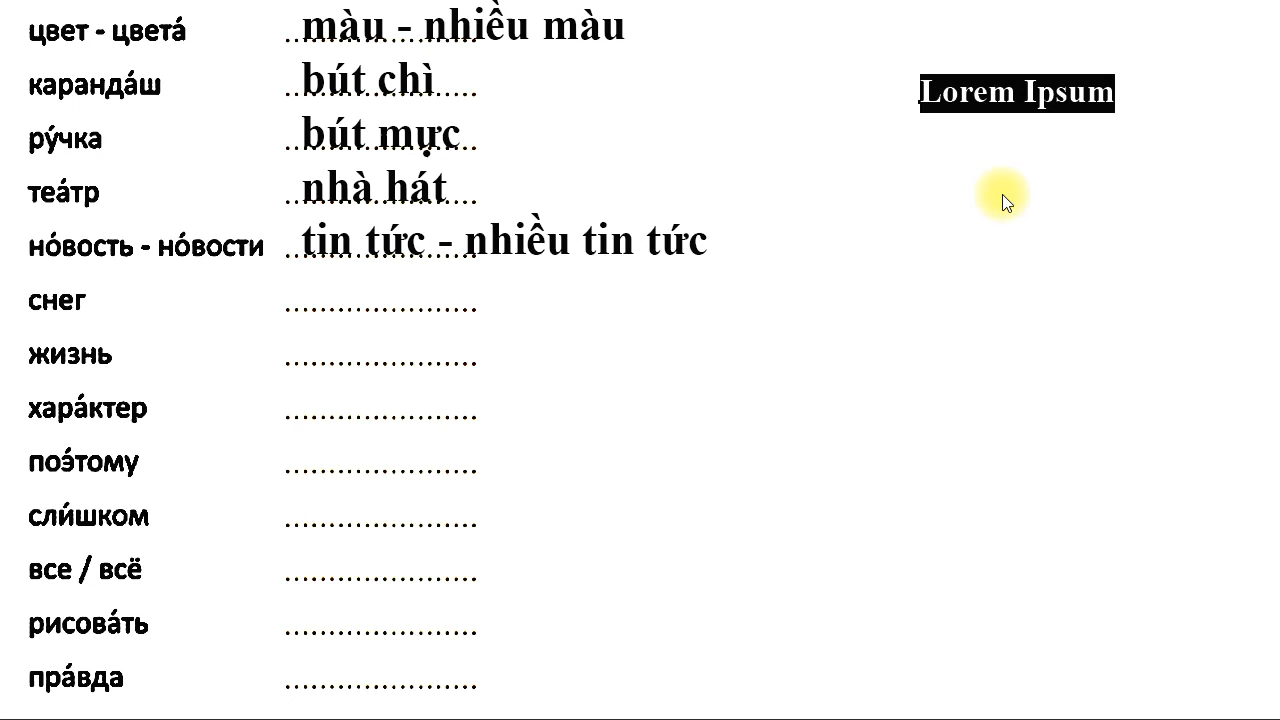 цвет - цвета́ màu - nhiều màu
каранда́ш bút chì
Lorem Ipsum
ру́чка bút mực
теа́тр nhà hát
но́вость - но́вости tin tức - nhiều tin tức
снег ......................
жизнь ......................
хара́ктер ......................
поэ́тому ......................
сли́шком ......................
все / всё ......................
рисова́ть ......................
пра́вда ......................